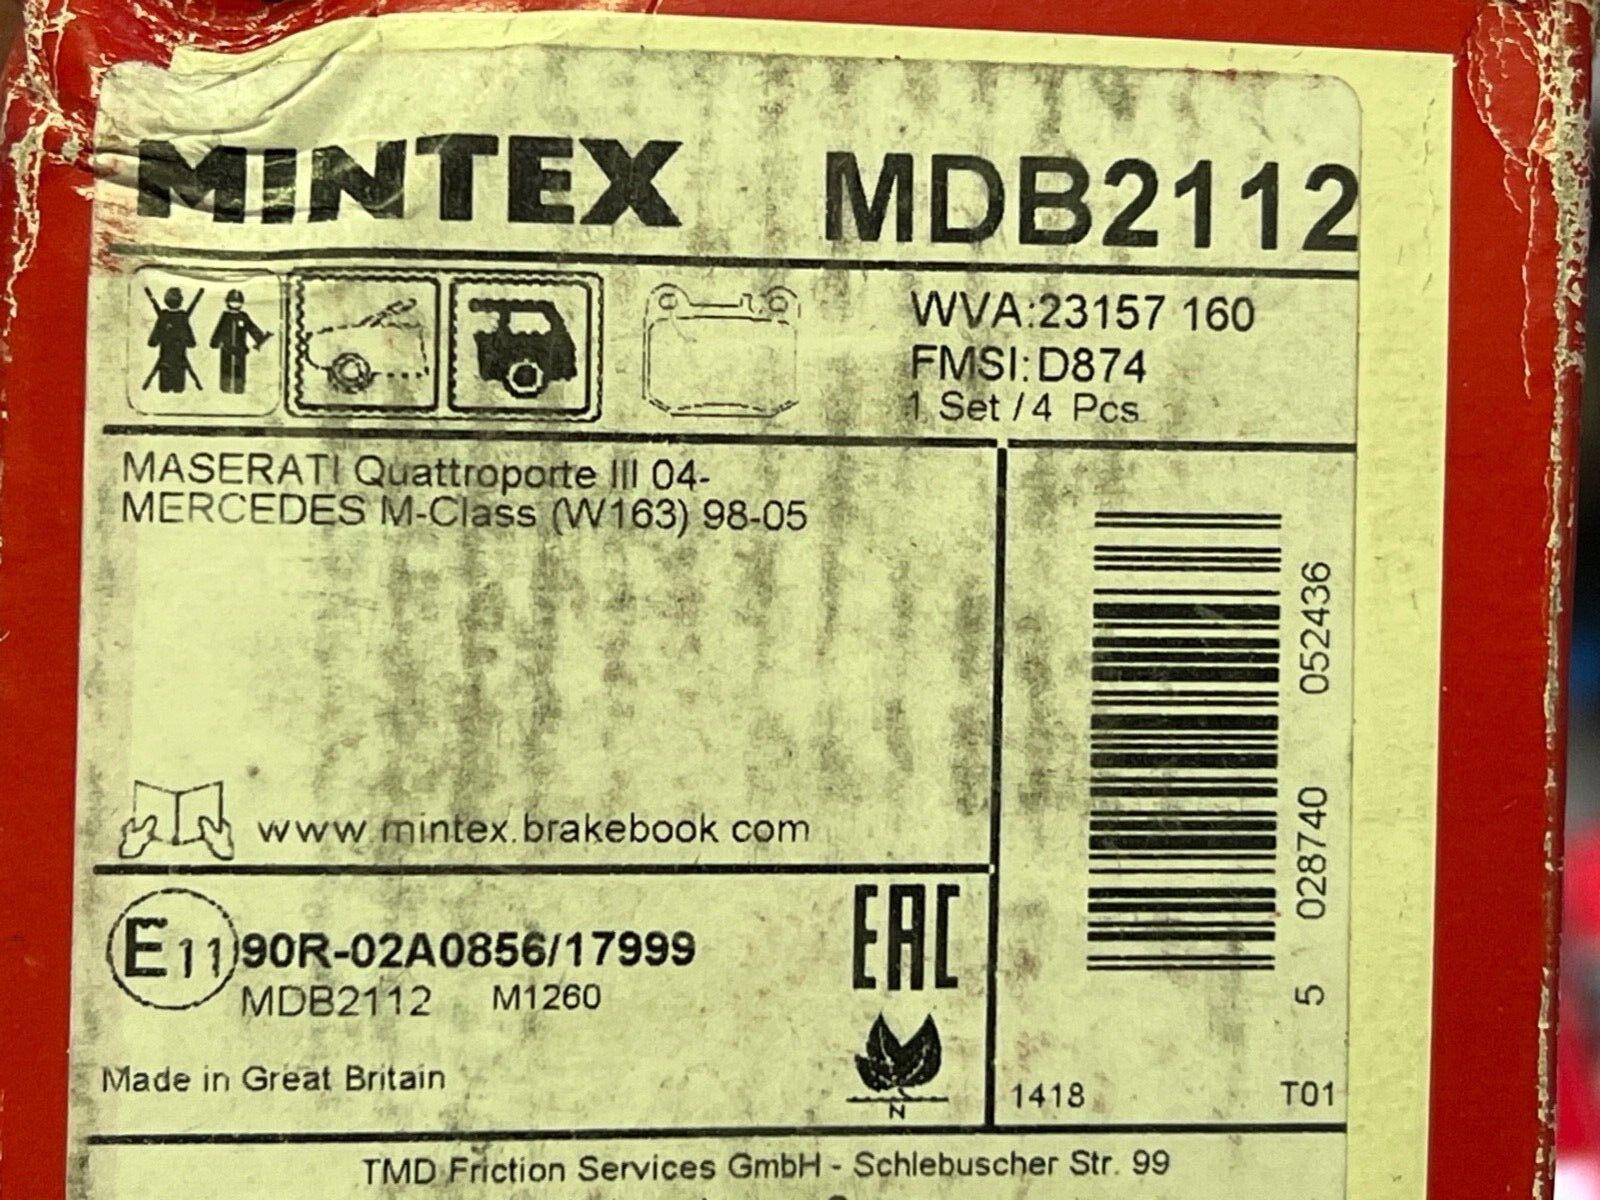 MINTEX MDB2112
WVA:23157 160
FMSI:D874
1 Set / 4 Pcs
MASERATI Quattroporte III 04-
MERCEDES M-Class (W163) 98-05
www.mintex.brakebook.com
E11 90R-02A0856/17999
MDB2112 M1260
EAC
Made in Great Britain
N
5 028740 052436
1418 T01
TMD Friction Services GmbH - Schlebuscher Str. 99